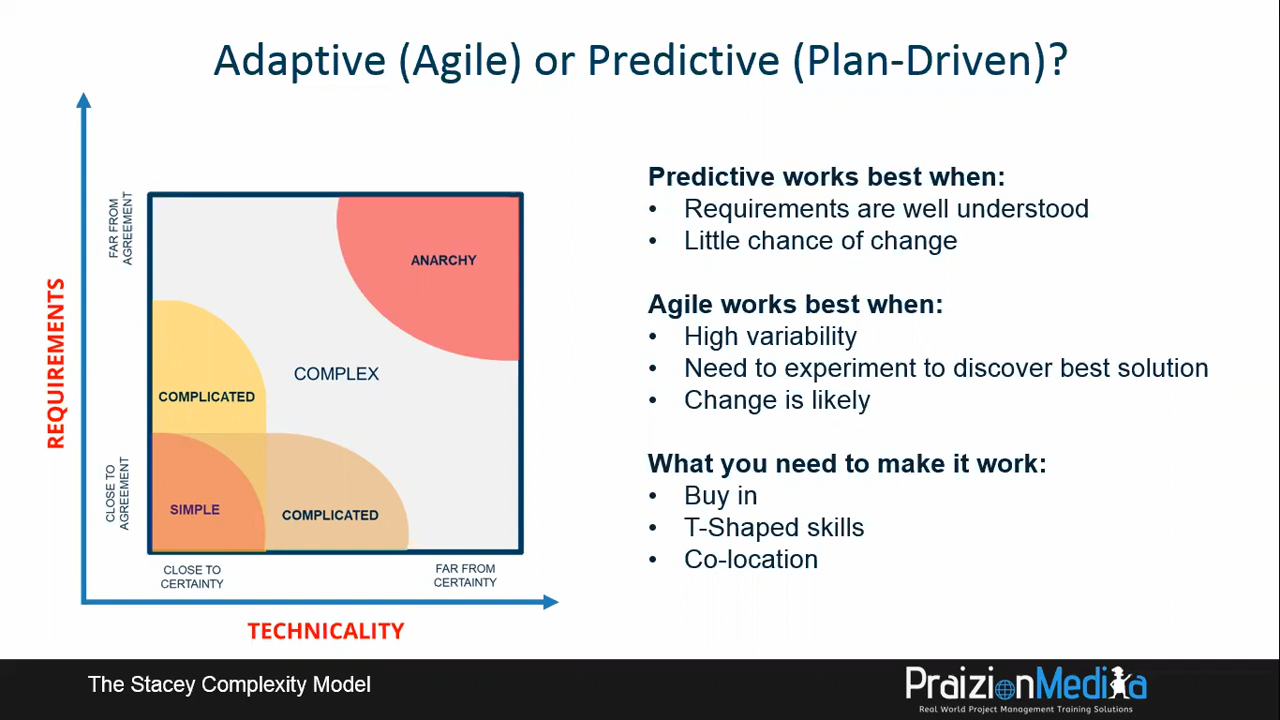 Adaptive (Agile) or Predictive (Plan-Driven)?
REQUIREMENTS
FAR FROM
AGREEMENT
CLOSE TO
AGREEMENT
ANARCHY
COMPLEX
COMPLICATED
SIMPLE
COMPLICATED
CLOSE TO
CERTAINTY
FAR FROM
CERTAINTY
TECHNICALITY
Predictive works best when:
• Requirements are well understood
• Little chance of change
Agile works best when:
• High variability
• Need to experiment to discover best solution
• Change is likely
What you need to make it work:
• Buy in
• T-Shaped skills
• Co-location
The Stacey Complexity Model
PraizionMedia
Real World Project Management Training Solutions